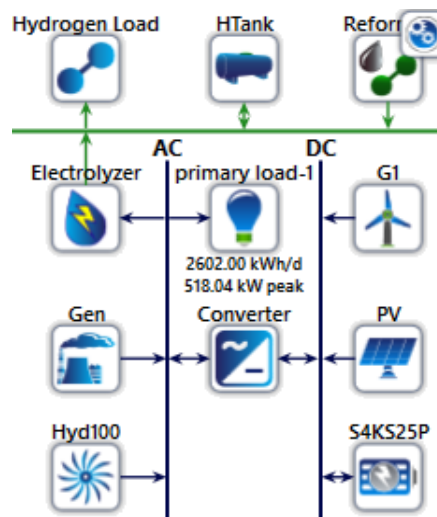 Hydrogen Load HTank Refor
AC DC
Electrolyzer primary load-1 G1
2602.00 kWh/d
518.04 kW peak
Gen Converter PV
Hyd100 S4KS25P